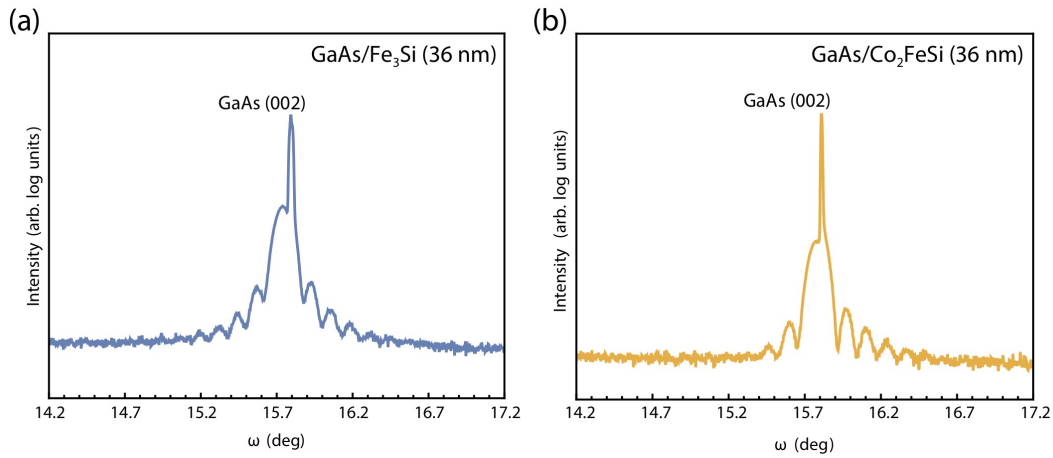 (a)
GaAs/Fe₃Si (36 nm)
GaAs (002)
Intensity (arb. log units)
14.2 14.7 15.2 15.7 16.2 16.7 17.2
ω (deg)
(b)
GaAs/Co₂FeSi (36 nm)
GaAs (002)
Intensity (arb. log units)
14.2 14.7 15.2 15.7 16.2 16.7 17.2
ω (deg)